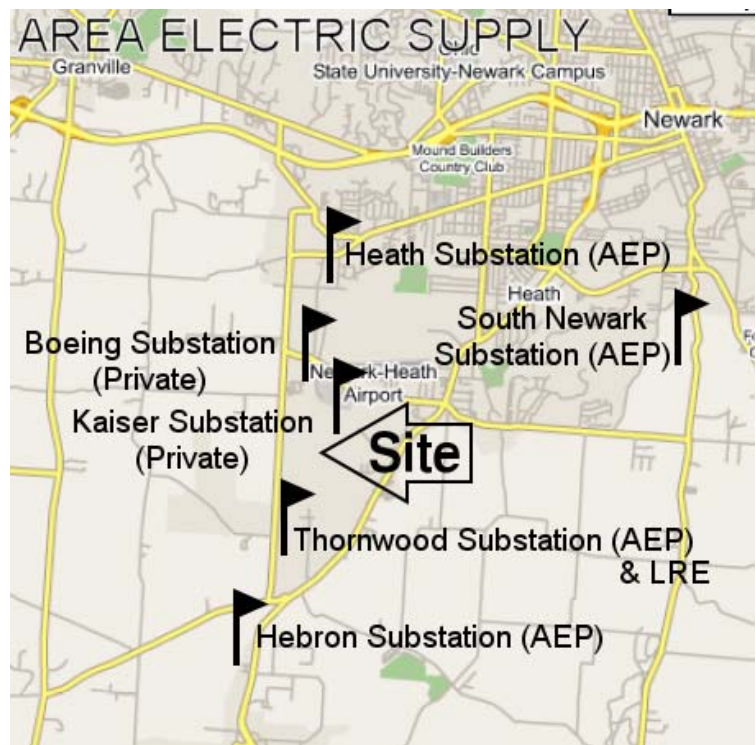 AREA ELECTRIC SUPPLY
Granville
State University-Newark Campus
Newark
Mound Builders
Country Club
Heath Substation (AEP)
Heath
South Newark
Substation (AEP)
Boeing Substation
(Private)
Newark-Heath
Airport
Kaiser Substation
(Private)
Site
Thornwood Substation (AEP)
& LRE
Hebron Substation (AEP)